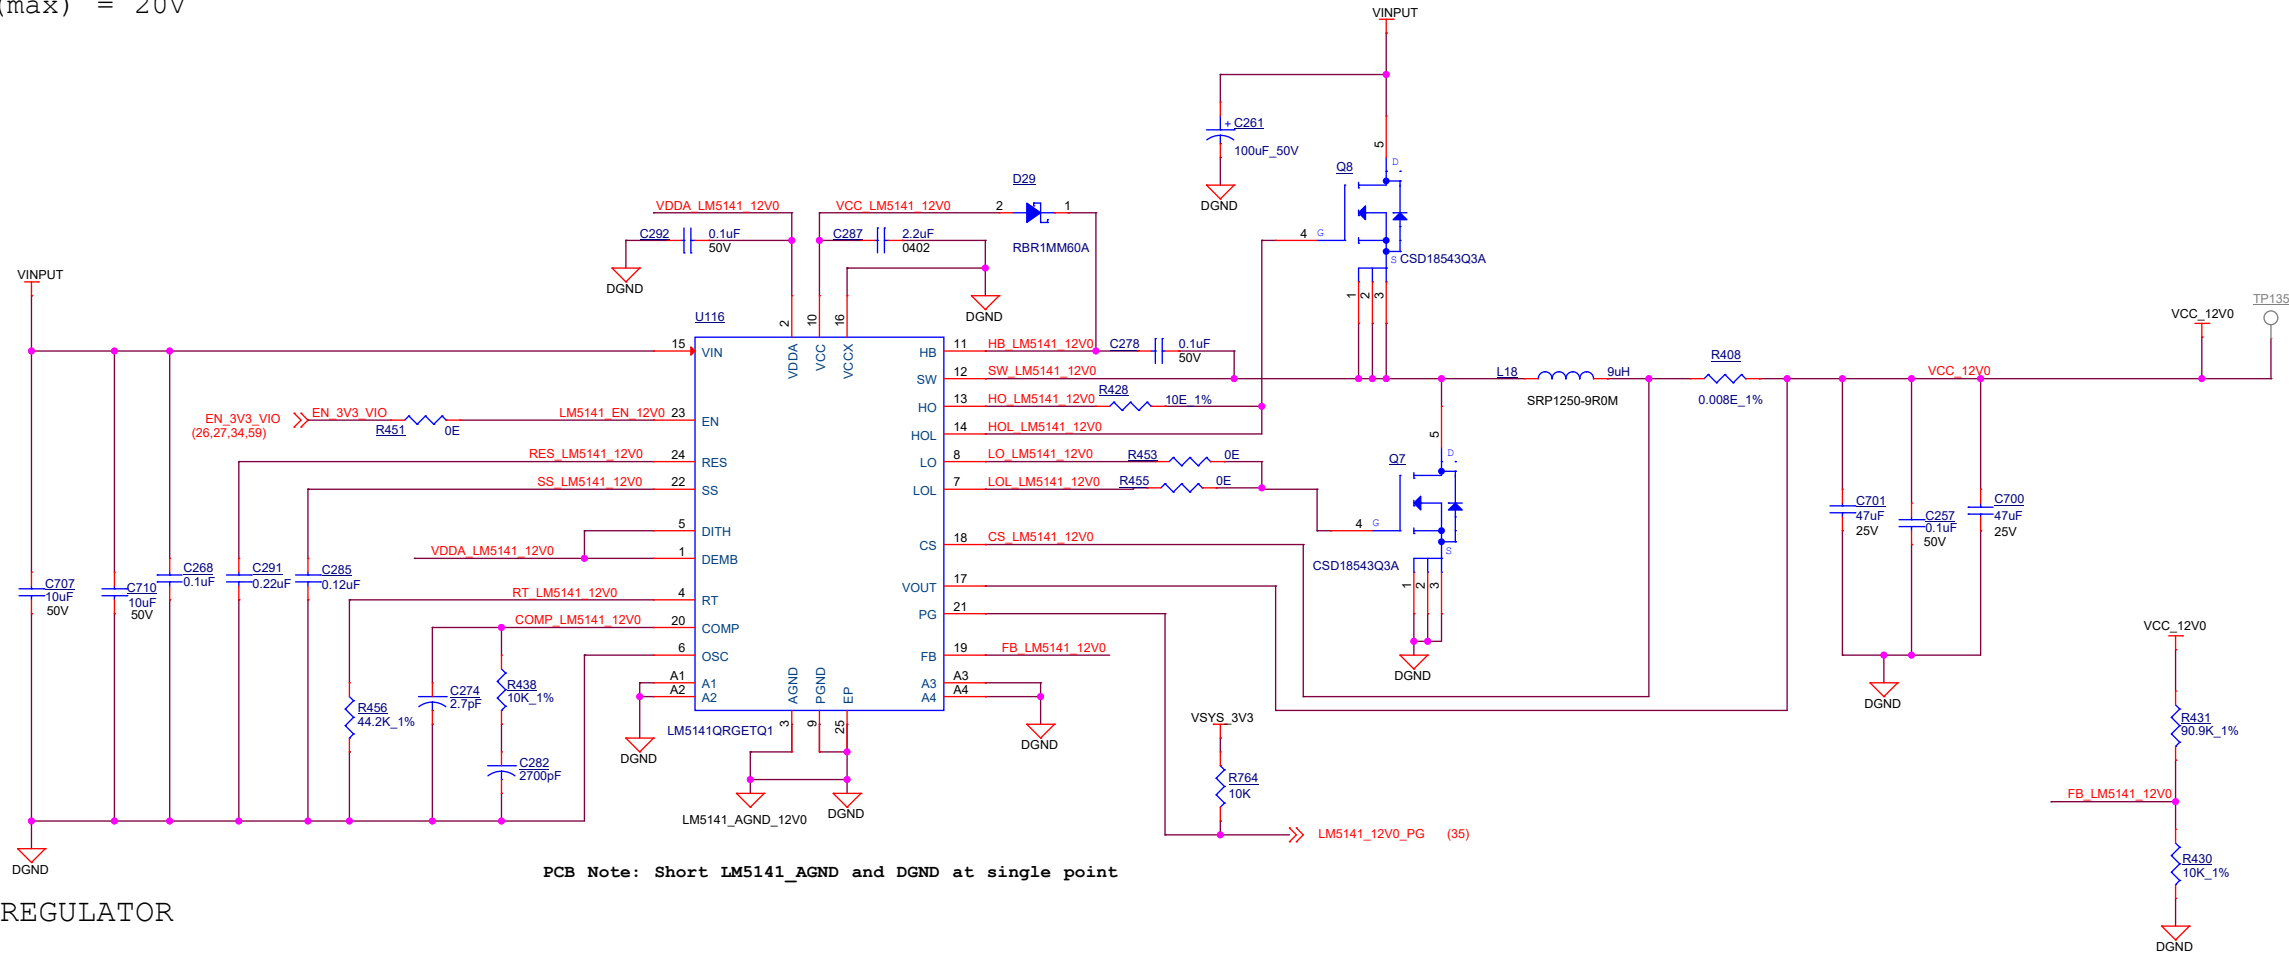 (max) = 20V
VINPUT
C261
+
100uF_50V
DGND
Q8
5
D
4
G
S
CSD18543Q3A
1
2
3
D29
VDDA_LM5141_12V0
VCC_LM5141_12V0
2
1
RBR1MM60A
C292
0.1uF
50V
DGND
C287
2.2uF
0402
DGND
VINPUT
U116
2
10
16
VDDA
VCC
VCCX
15
VIN
EN_3V3_VIO
(26,27,34,59)
EN_3V3_VIO
R451
0E
LM5141_EN_12V0
23
EN
RES_LM5141_12V0
24
RES
SS_LM5141_12V0
22
SS
5
DITH
VDDA_LM5141_12V0
1
DEMB
RT_LM5141_12V0
4
RT
COMP_LM5141_12V0
20
COMP
6
OSC
A1
A1
A2
A2
HB
11
HB_LM5141_12V0
C278
0.1uF
50V
SW
12
SW_LM5141_12V0
HO
13
HO_LM5141_12V0
R428
10E_1%
HOL
14
HOL_LM5141_12V0
LO
8
LO_LM5141_12V0
R453
0E
LOL
7
LOL_LM5141_12V0
R455
0E
CS
18
CS_LM5141_12V0
VOUT
17
PG
21
FB
19
FB_LM5141_12V0
A3
A3
A4
A4
DGND
AGND
PGND
EP
3
9
25
LM5141QRGETQ1
DGND
LM5141_AGND_12V0
DGND
C707
10uF
50V
C710
10uF
50V
C268
0.1uF
C291
0.22uF
C285
0.12uF
R456
44.2K_1%
C274
2.7pF
R438
10K_1%
C282
2700pF
DGND
Q7
5
D
4
G
S
CSD18543Q3A
1
2
3
DGND
L18
9uH
SRP1250-9R0M
R408
0.008E_1%
VCC_12V0
VCC_12V0
TP135
C701
47uF
25V
C257
0.1uF
50V
C700
47uF
25V
DGND
VSYS_3V3
R764
10K
LM5141_12V0_PG
(35)
VCC_12V0
R431
90.9K_1%
FB_LM5141_12V0
R430
10K_1%
DGND
PCB Note: Short LM5141_AGND and DGND at single point
REGULATOR